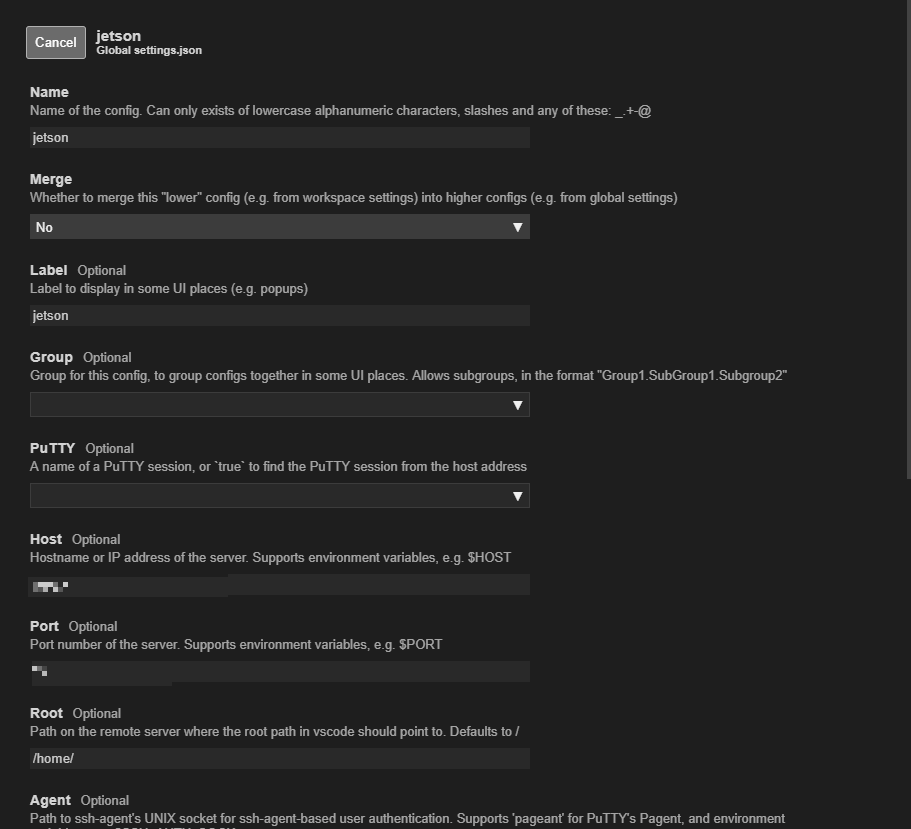 Cancel
jetson
Global settings.json
Name
Name of the config. Can only exists of lowercase alphanumeric characters, slashes and any of these: _.+-@
jetson
Merge
Whether to merge this "lower" config (e.g. from workspace settings) into higher configs (e.g. from global settings)
No
Label Optional
Label to display in some UI places (e.g. popups)
jetson
Group Optional
Group for this config, to group configs together in some UI places. Allows subgroups, in the format "Group1.SubGroup1.Subgroup2"
PuTTY Optional
A name of a PuTTY session, or `true` to find the PuTTY session from the host address
Host Optional
Hostname or IP address of the server. Supports environment variables, e.g. $HOST
Port Optional
Port number of the server. Supports environment variables, e.g. $PORT
Root Optional
Path on the remote server where the root path in vscode should point to. Defaults to /
/home/
Agent Optional
Path to ssh-agent's UNIX socket for ssh-agent-based user authentication. Supports 'pageant' for PuTTY's Pagent, and environment